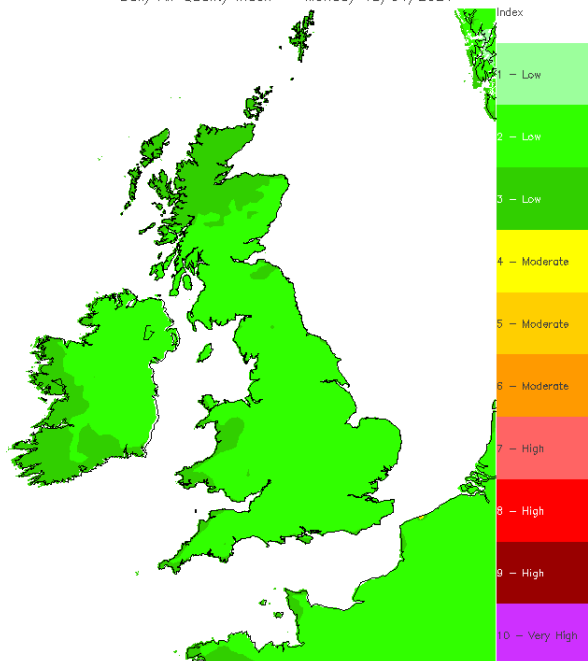 Index
1 - Low
2 - Low
3 - Low
4 - Moderate
5 - Moderate
6 - Moderate
7 - High
8 - High
9 - High
10 - Very High